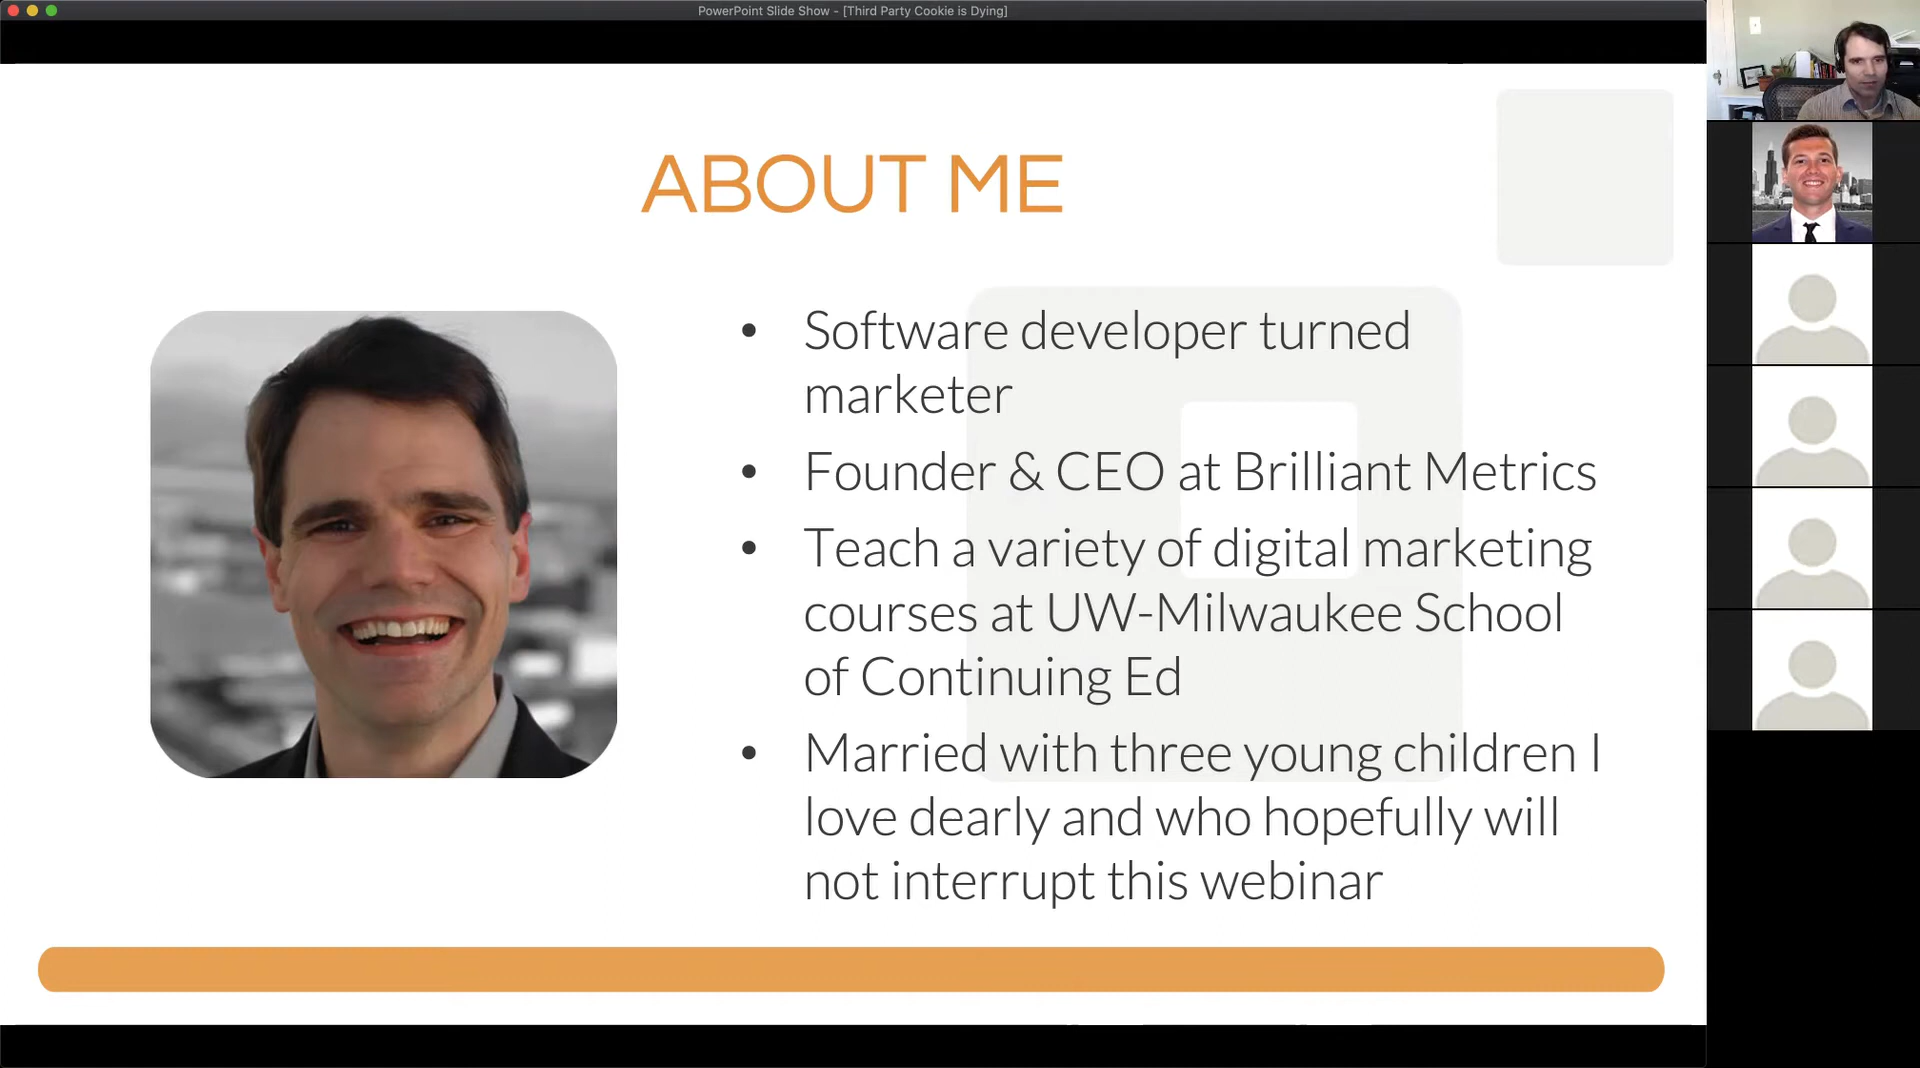 PowerPoint Slide Show - [Third Party Cookie is Dying]
ABOUT ME
• Software developer turned
marketer
• Founder & CEO at Brilliant Metrics
• Teach a variety of digital marketing
courses at UW-Milwaukee School
of Continuing Ed
• Married with three young children I
love dearly and who hopefully will
not interrupt this webinar